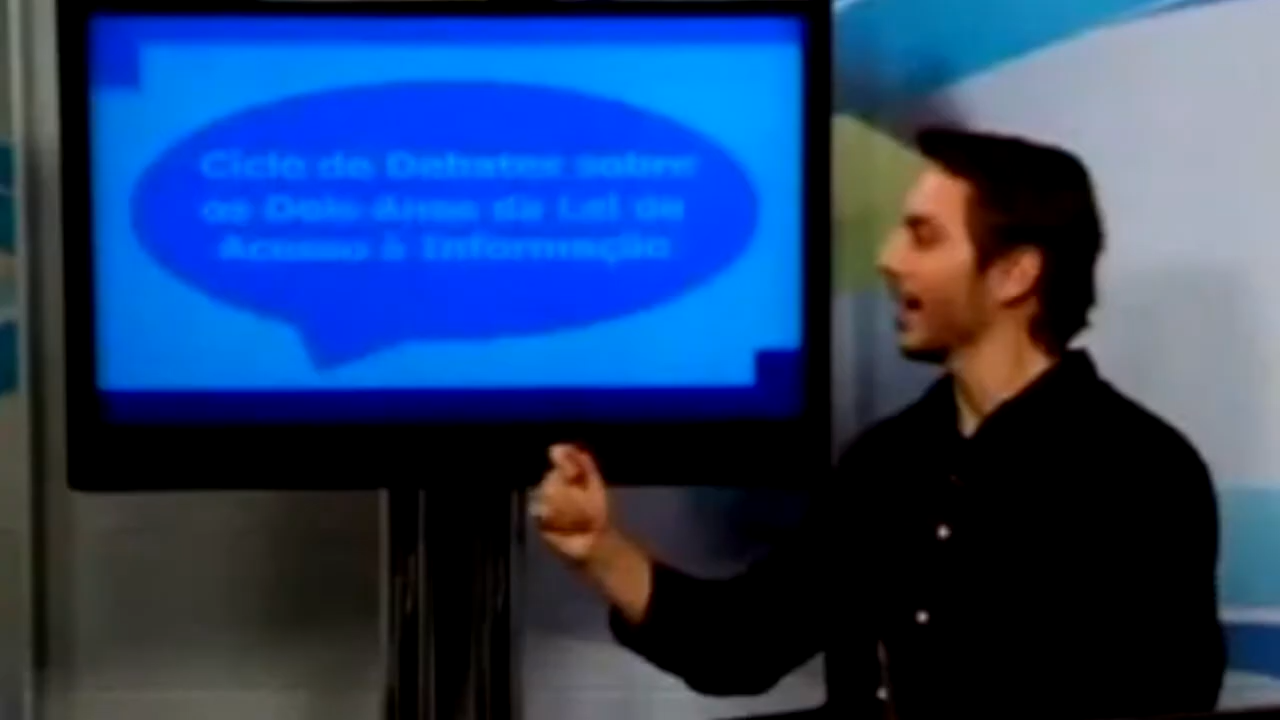 Ciclo de Debates sobre
os Dois Anos da Lei de
Acesso à Informação